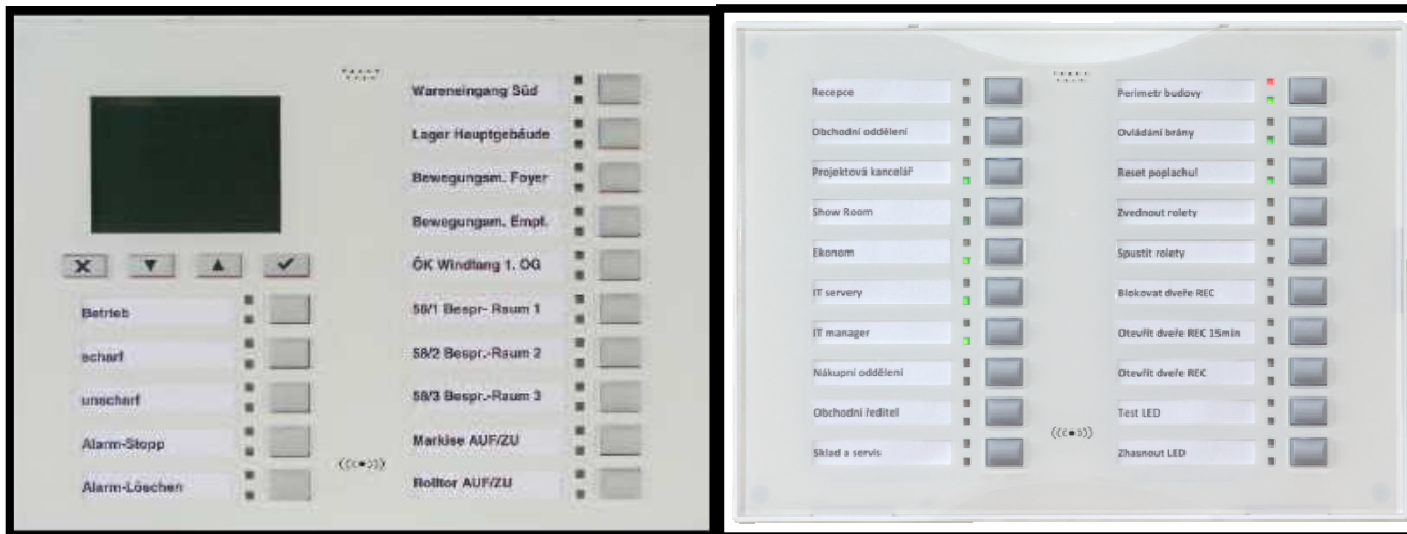 Betrieb
scharf
unscharf
Alarm-Stopp
Alarm-Löschen
Wareneingang Süd
Lager Hauptgebäude
Bewegungsm. Foyer
Bewegungsm. Empf.
ÖK Windfang 1. OG
58/1 Bespr- Raum 1
58/2 Bespr.-Raum 2
58/3 Bespr.-Raum 3
Markise AUF/ZU
Rolltor AUF/ZU
Recepce
Obchodní oddělení
Projektová kancelář
Show Room
Ekonom
IT servery
IT manager
Nákupní oddělení
Obchodní ředitel
Sklad a servis
Perimetr budovy
Ovládání brány
Reset poplachu!
Zvednout rolety
Spustit rolety
Blokovat dveře REC
Otevřít dveře REC 15min
Otevřít dveře REC
Test LED
Zhasnout LED